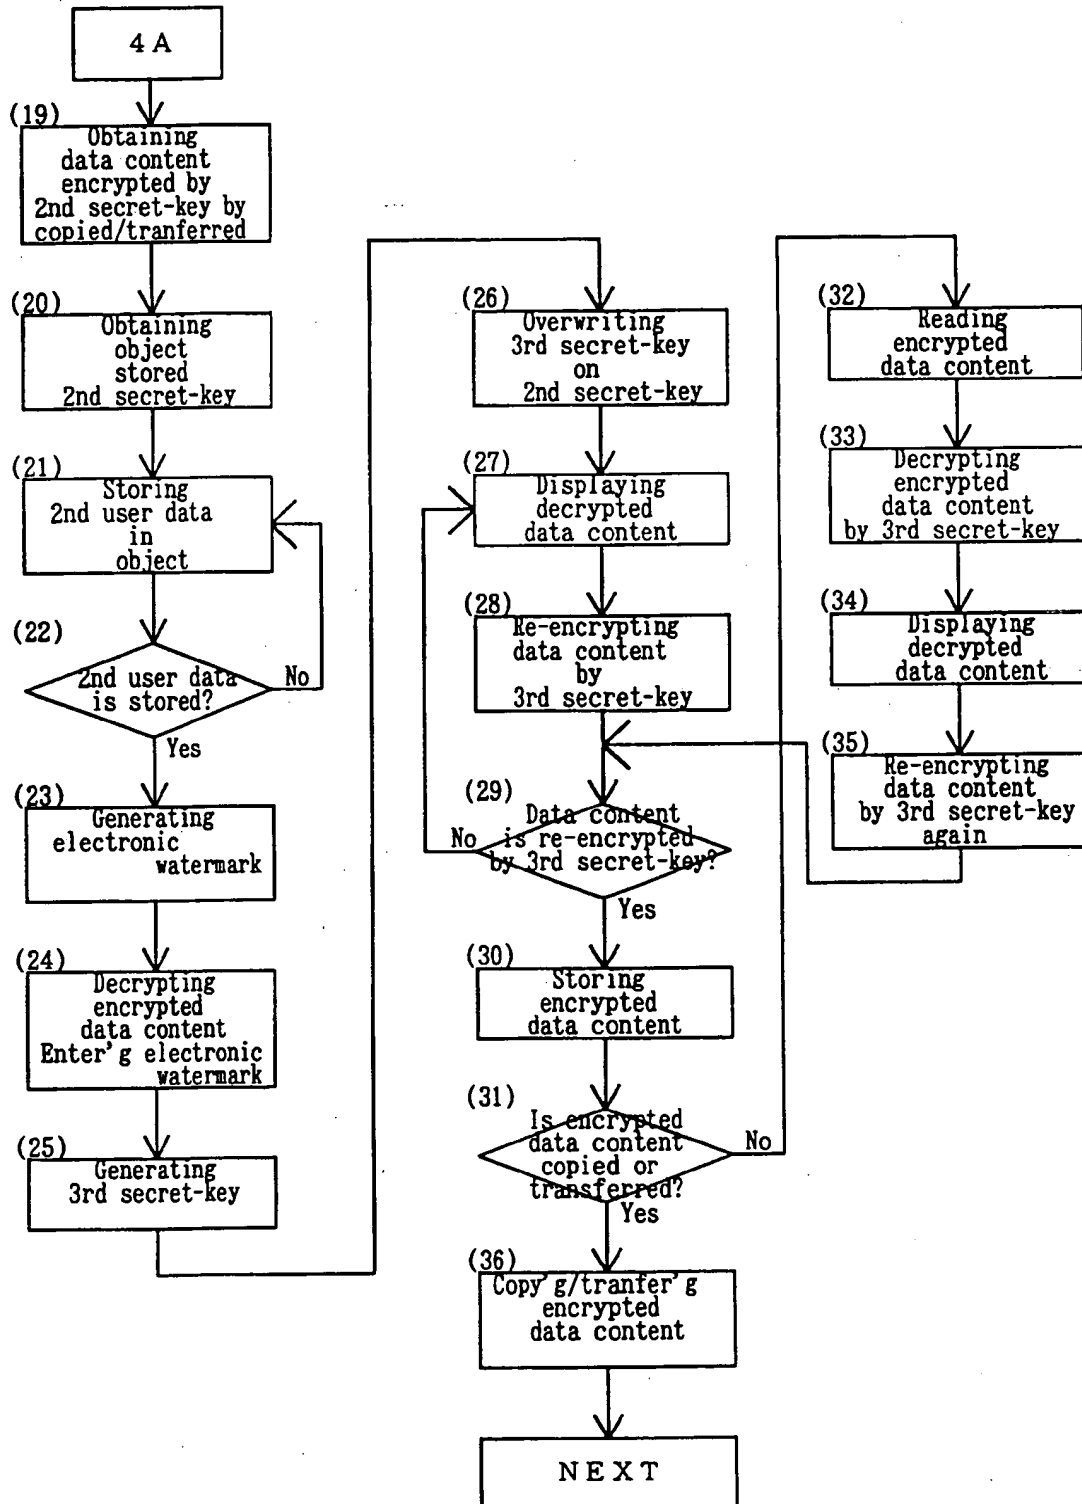 4 A
(19)
Obtaining
data content
encrypted by
2nd secret-key by
copied/tranferred
(20)
Obtaining
object
stored
2nd secret-key
(21)
Storing
2nd user data
in
object
(22)
2nd user data
is stored?
No
Yes
(23)
Generating
electronic
watermark
(24)
Decrypting
encrypted
data content
Enter'g electronic
watermark
(25)
Generating
3rd secret-key
(26)
Overwriting
3rd secret-key
on
2nd secret-key
(27)
Displaying
decrypted
data content
(28)
Re-encrypting
data content
by
3rd secret-key
(29)
Data content
is re-encrypted
by 3rd secret-key?
No
Yes
(30)
Storing
encrypted
data content
(31)
Is encrypted
data content
copied or
transferred?
No
Yes
(32)
Reading
encrypted
data content
(33)
Decrypting
encrypted
data content
by 3rd secret-key
(34)
Displaying
decrypted
data content
(35)
Re-encrypting
data content
by 3rd secret-key
again
(36)
Copy'g/tranfer'g
encrypted
data content
NEXT